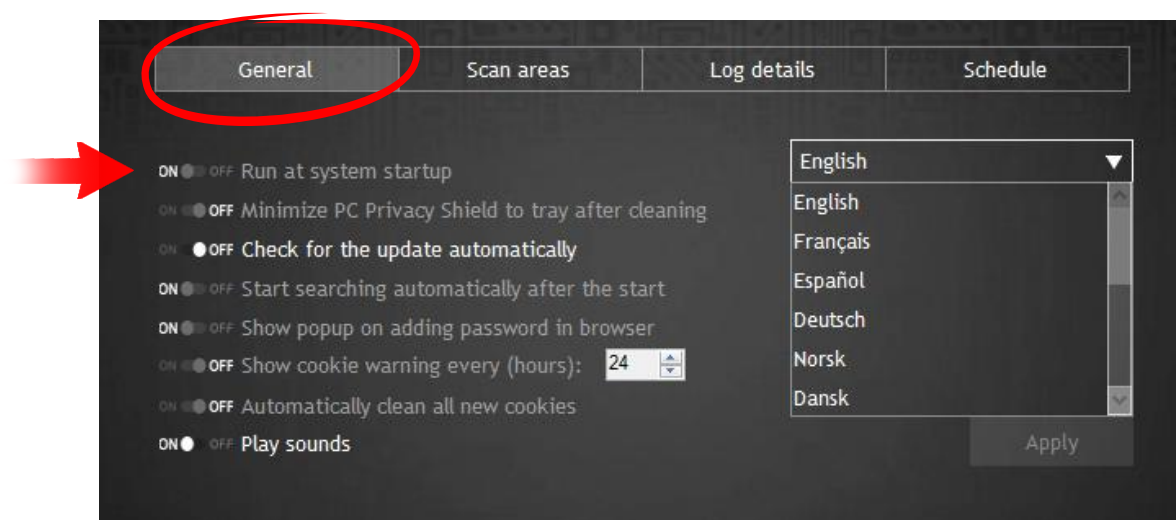 General Scan areas Log details Schedule
English
ON OFF Run at system startup
English
ON OFF Minimize PC Privacy Shield to tray after cleaning
Français
ON OFF Check for the update automatically
Español
ON OFF Start searching automatically after the start
Deutsch
ON OFF Show popup on adding password in browser
Norsk
ON OFF Show cookie warning every (hours): 24
Dansk
ON OFF Automatically clean all new cookies
ON OFF Play sounds
Apply